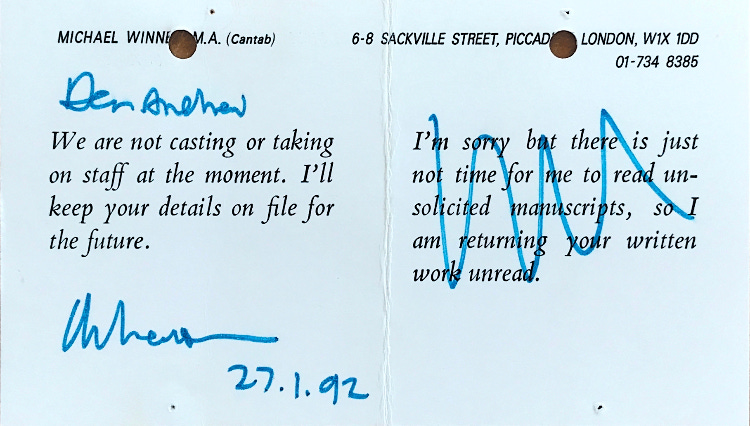 MICHAEL WINNE M.A. (Cantab)
6-8 SACKVILLE STREET, PICCAD LONDON, W1X 1DD
01-734 8385
Dear Andrew
We are not casting or taking
on staff at the moment. I'll
keep your details on file for
the future.
27.1.92
I'm sorry but there is just
not time for me to read un-
solicited manuscripts, so I
am returning your written
work unread.